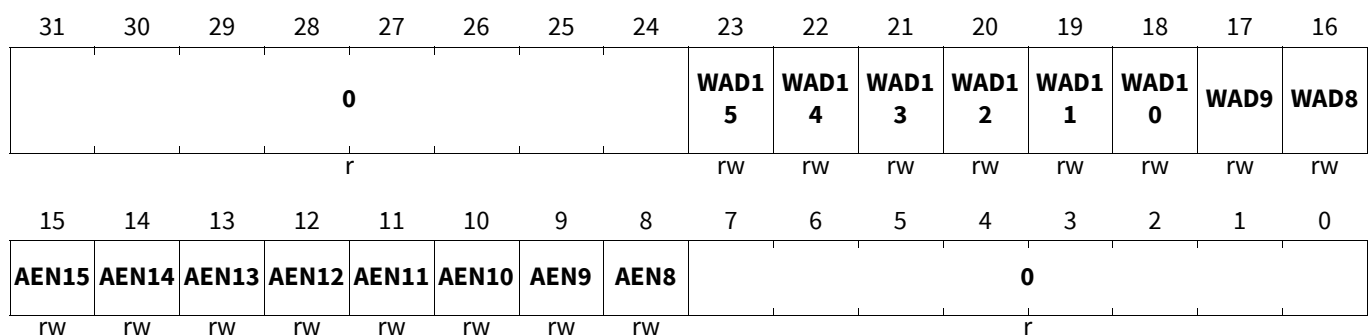 31 30 29 28 27 26 25 24 23 22 21 20 19 18 17 16
0 WAD1 5 WAD1 4 WAD1 3 WAD1 2 WAD1 1 WAD1 0 WAD9 WAD8
r rw rw rw rw rw rw rw rw
15 14 13 12 11 10 9 8 7 6 5 4 3 2 1 0
AEN15 AEN14 AEN13 AEN12 AEN11 AEN10 AEN9 AEN8 0
rw rw rw rw rw rw rw rw r